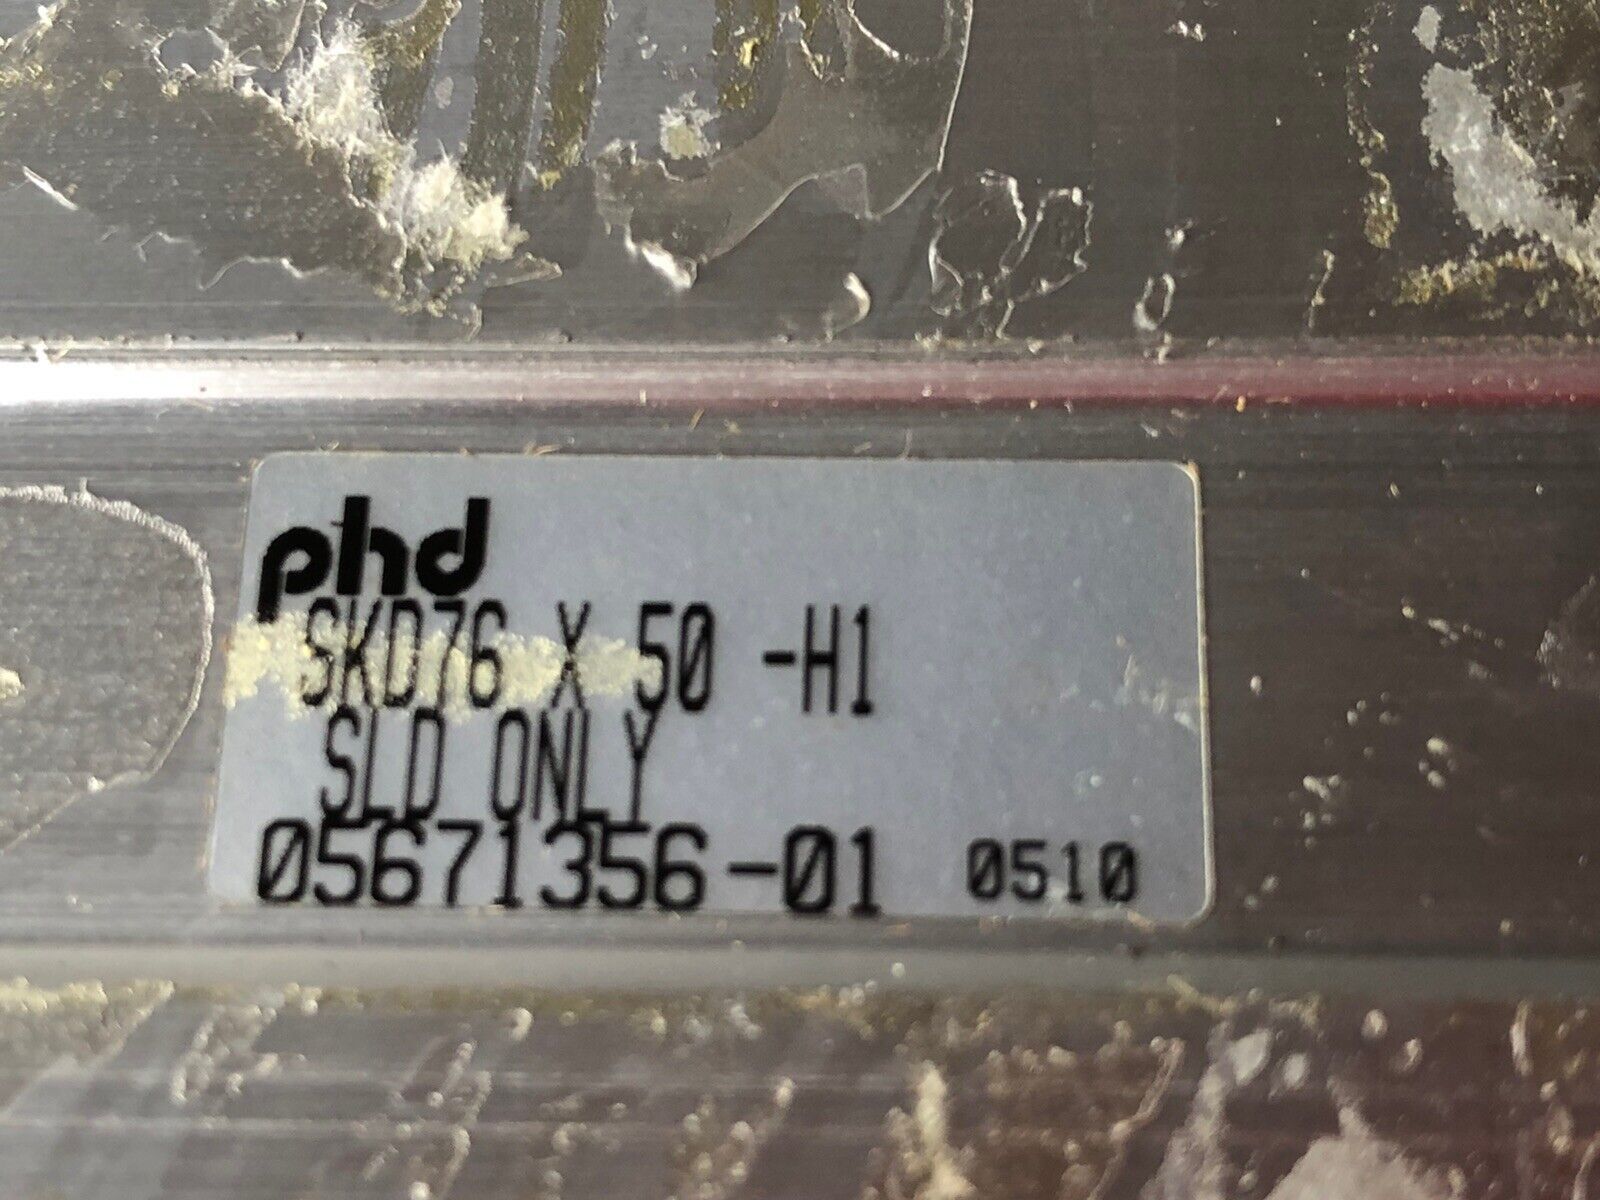 phd
SKD76 X 50 -H1
SLD ONLY
05671356-01 0510